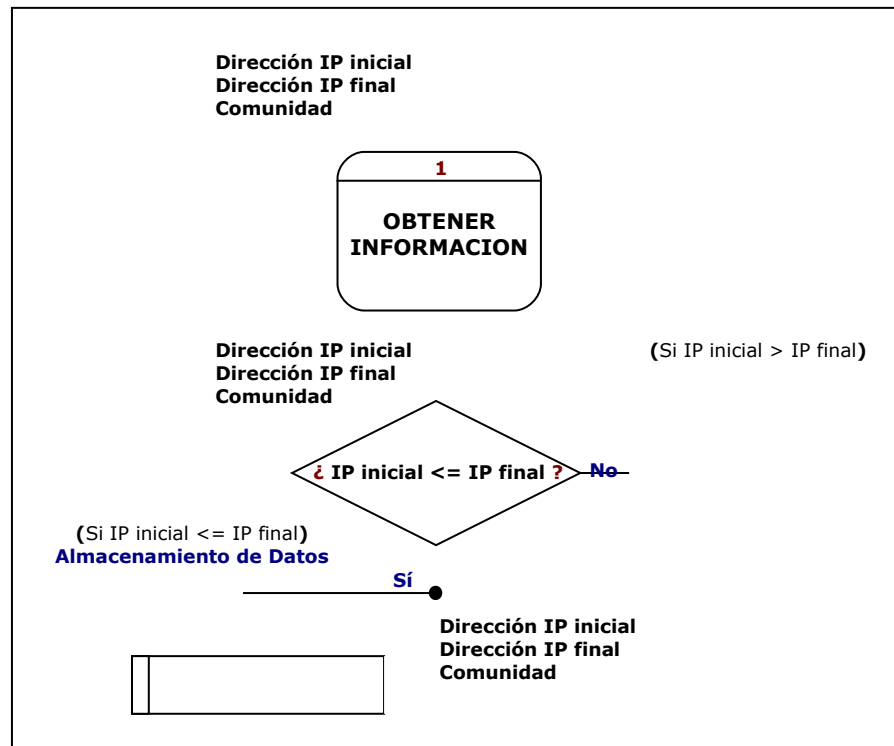 Dirección IP inicial
Dirección IP final
Comunidad
1
OBTENER
INFORMACION
Dirección IP inicial
Dirección IP final
Comunidad
(Si IP inicial > IP final)
¿ IP inicial <= IP final ?
No
(Si IP inicial <= IP final)
Almacenamiento de Datos
Sí
Dirección IP inicial
Dirección IP final
Comunidad